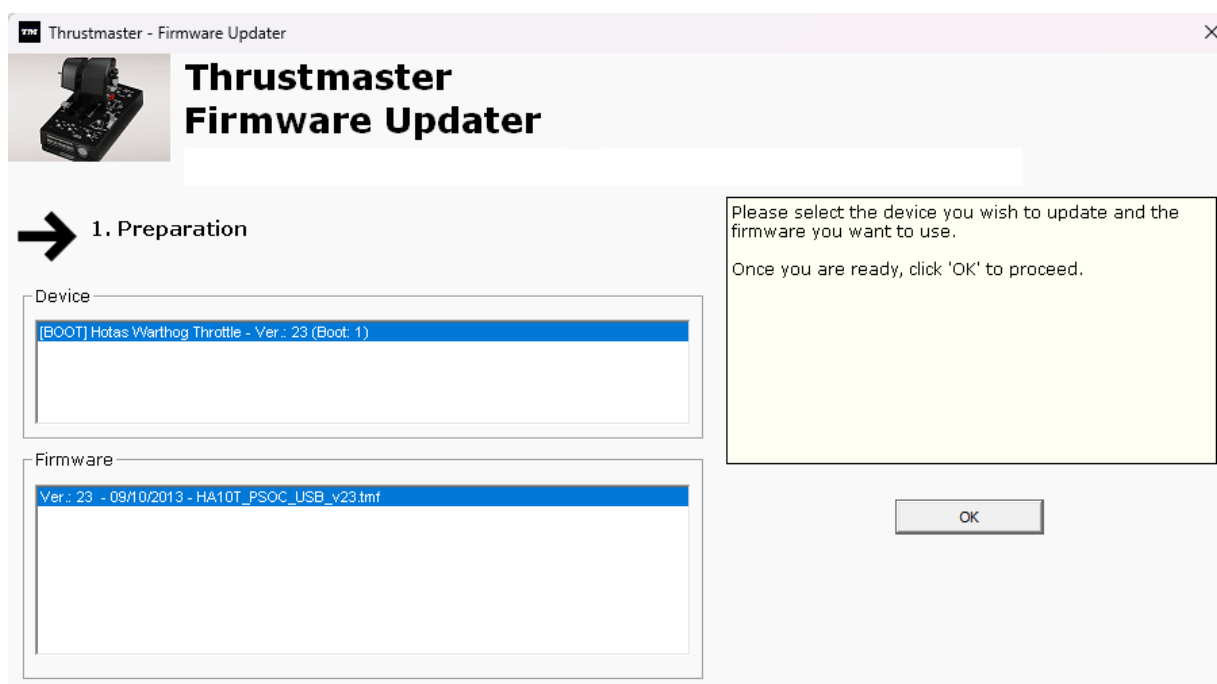 TM Thrustmaster - Firmware Updater
Thrustmaster
Firmware Updater
1. Preparation
Please select the device you wish to update and the
firmware you want to use.
Once you are ready, click 'OK' to proceed.
Device
[BOOT] Hotas Warthog Throttle - Ver.: 23 (Boot: 1)
Firmware
Ver.: 23 - 09/10/2013 - HA10T_PSOC_USB_v23.tmf
OK